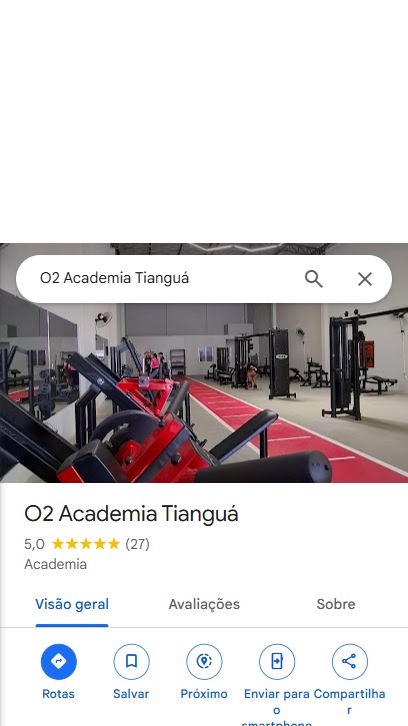 O2 Academia Tianguá
O2 Academia Tianguá
5,0 ★★★★★ (27)
Academia
Visão geral
Avaliações
Sobre
Rotas
Salvar
Próximo
Enviar para
o
smartphone
Compartilha
r